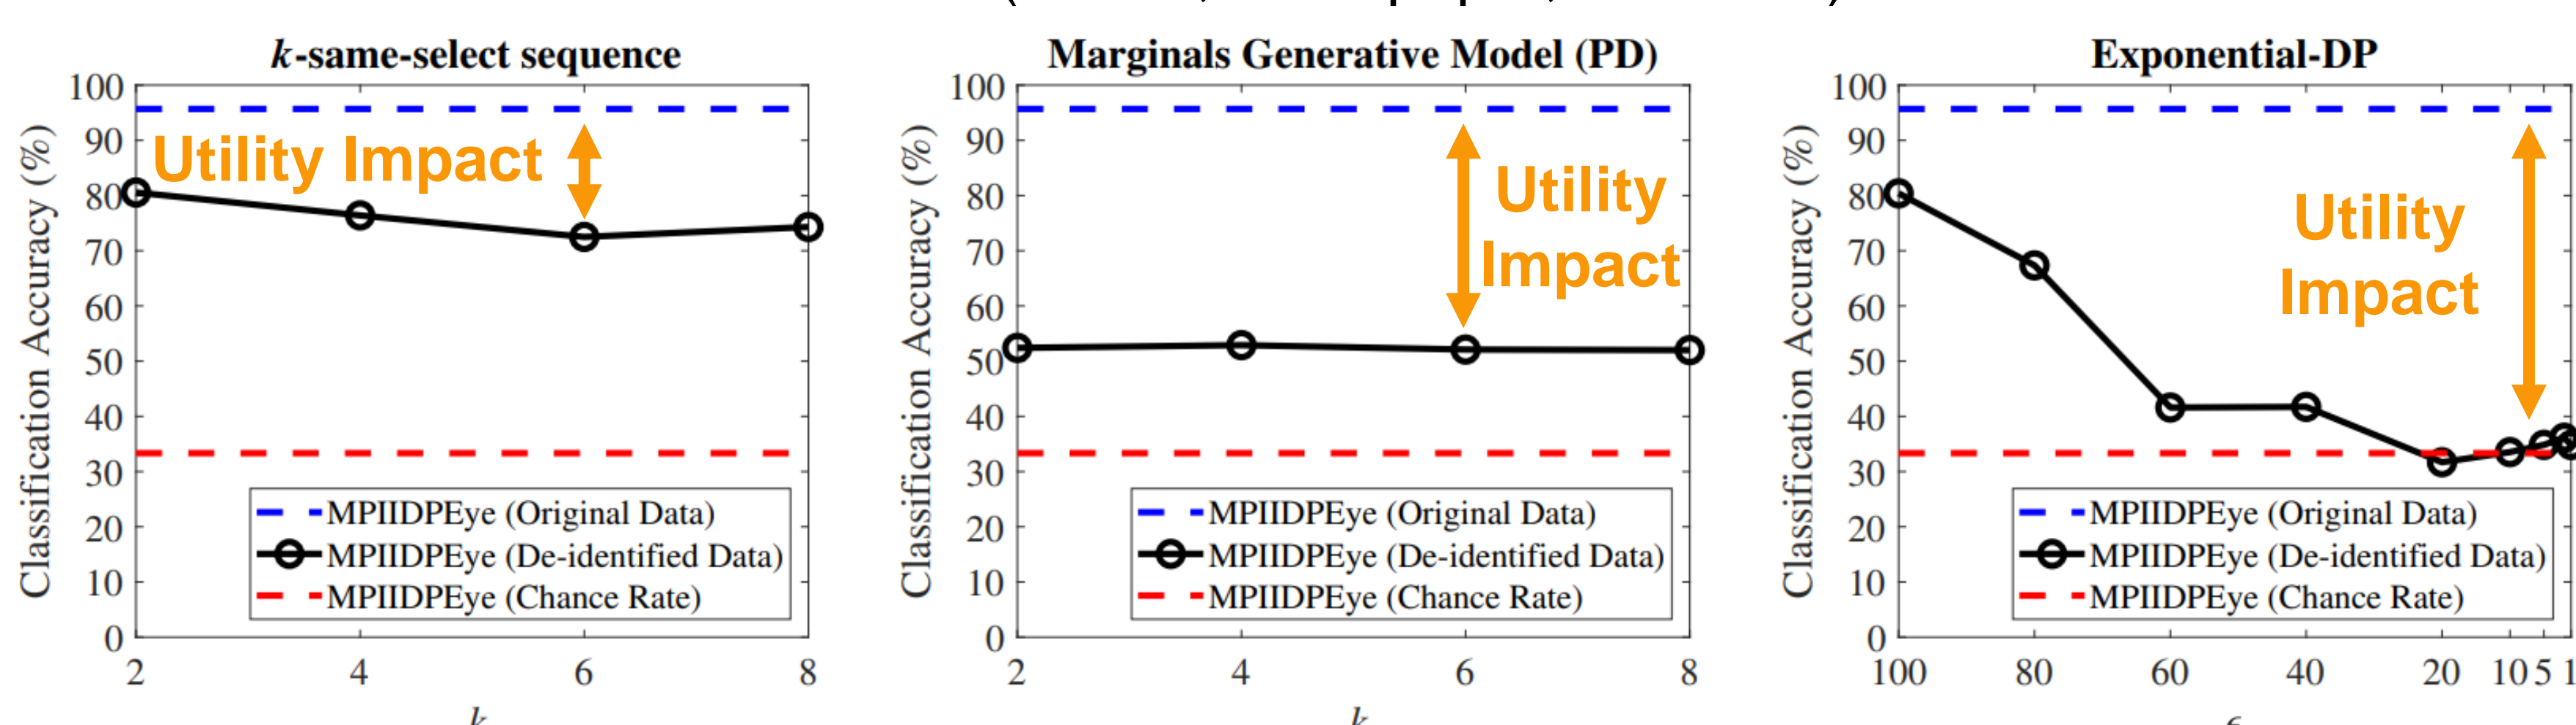 k-same-select sequence
100
90
80
70
60
50
40
30
20
10
0
Classification Accuracy (%)
Utility Impact
MPIIDPEye (Original Data)
MPIIDPEye (De-identified Data)
MPIIDPEye (Chance Rate)
2 4 6 8
k
Marginals Generative Model (PD)
100
90
80
70
60
50
40
30
20
10
0
Classification Accuracy (%)
Utility
Impact
MPIIDPEye (Original Data)
MPIIDPEye (De-identified Data)
MPIIDPEye (Chance Rate)
2 4 6 8
k
Exponential-DP
100
90
80
70
60
50
40
30
20
10
0
Classification Accuracy (%)
Utility
Impact
MPIIDPEye (Original Data)
MPIIDPEye (De-identified Data)
MPIIDPEye (Chance Rate)
100 80 60 40 20 10 5 1
ϵ